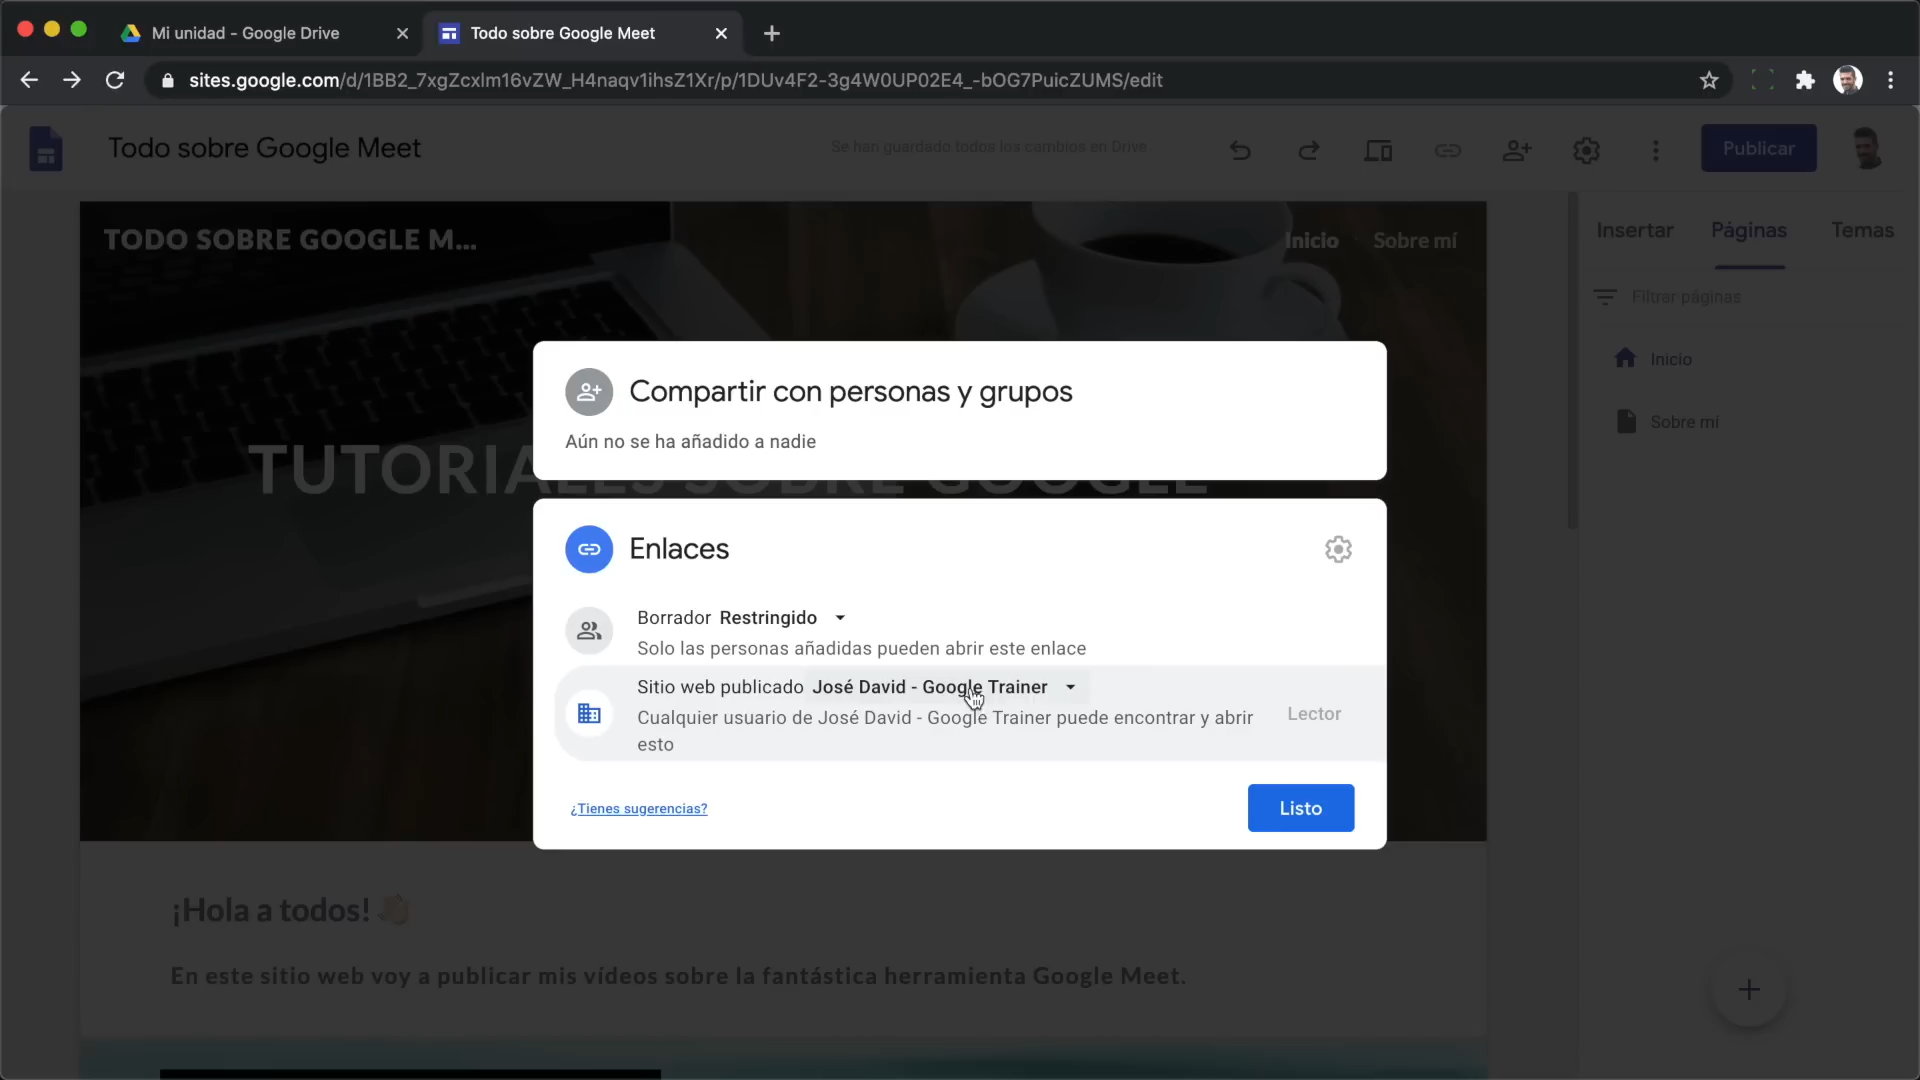 Mi unidad - Google Drive
Todo sobre Google Meet
sites.google.com/d/1BB2_7xgZcxlm16vZW_H4naqv1ihsZ1Xr/p/1DUv4F2-3g4W0UP02E4_-bOG7PuicZUMS/edit
Todo sobre Google Meet
Se han guardado todos los cambios en Drive
Publicar
TODO SOBRE GOOGLE M...
Inicio
Sobre mí
Insertar
Páginas
Temas
Filtrar páginas
Inicio
Sobre mí
TUTORIALES SOBRE GOOGLE
Compartir con personas y grupos
Aún no se ha añadido a nadie
Enlaces
Borrador Restringido
Solo las personas añadidas pueden abrir este enlace
Sitio web publicado José David - Google Trainer
Cualquier usuario de José David - Google Trainer puede encontrar y abrir
esto
Lector
¿Tienes sugerencias?
Listo
¡Hola a todos! 👋🏻
En este sitio web voy a publicar mis vídeos sobre la fantástica herramienta Google Meet.